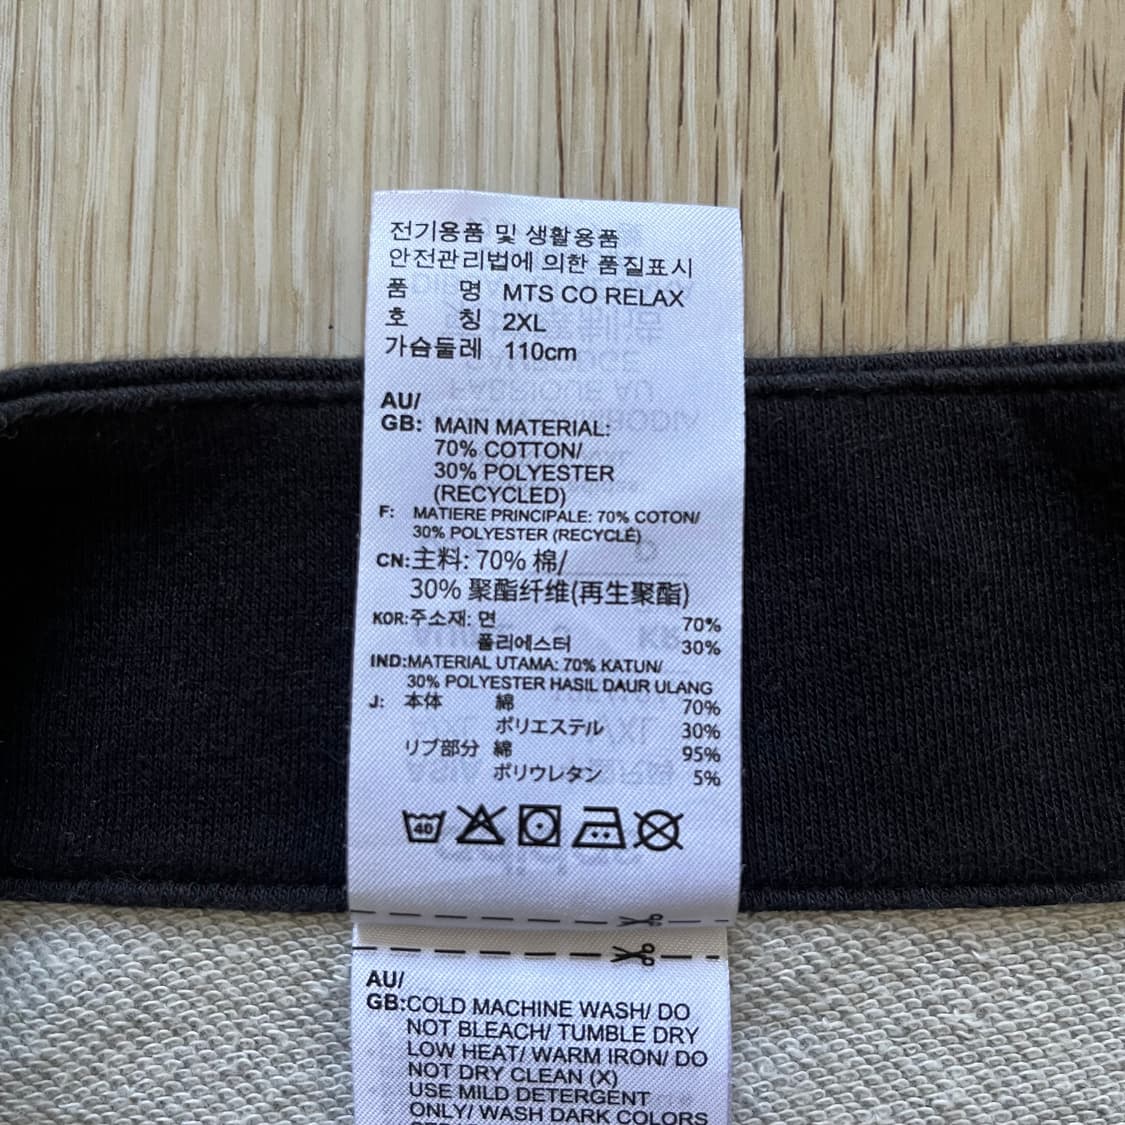 전기용품 및 생활용품
안전관리법에 의한 품질표시
품 명 MTS CO RELAX
호 칭 2XL
가슴둘레 110cm
AU/
GB: MAIN MATERIAL:
70% COTTON/
30% POLYESTER
(RECYCLED)
F: MATIERE PRINCIPALE: 70% COTON/
30% POLYESTER (RECYCLÉ)
CN:主料: 70% 棉/
30% 聚酯纤维(再生聚酯)
KOR:주소재: 면 70%
폴리에스터 30%
IND:MATERIAL UTAMA: 70% KATUN/
30% POLYESTER HASIL DAUR ULANG
J: 本体 綿 70%
ポリエステル 30%
リブ部分 綿 95%
ポリウレタン 5%
40
AU/
GB:COLD MACHINE WASH/ DO
NOT BLEACH/ TUMBLE DRY
LOW HEAT/ WARM IRON/ DO
NOT DRY CLEAN (X)
USE MILD DETERGENT
ONLY/ WASH DARK COLORS